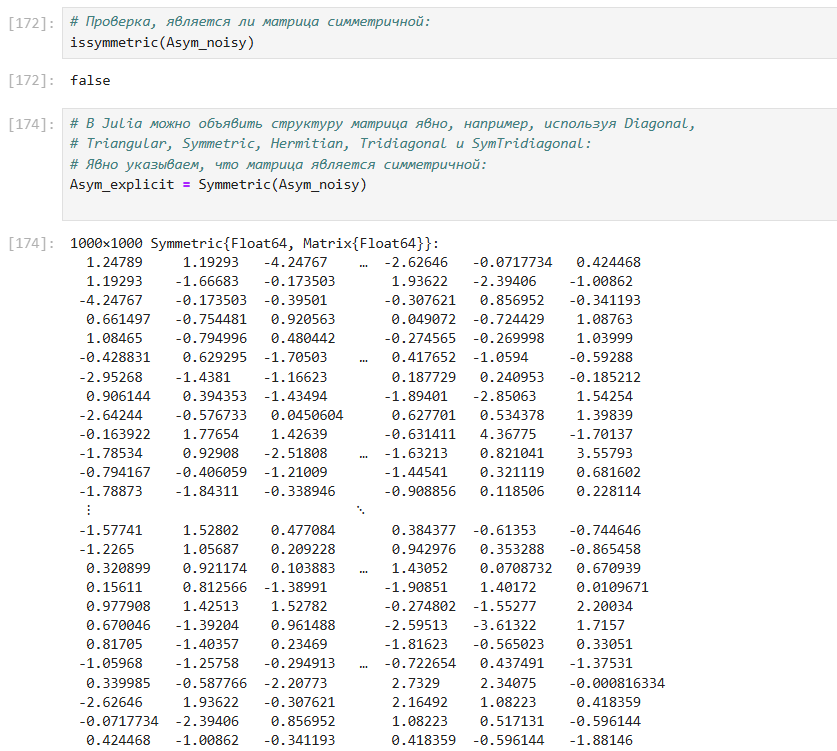 [172]: # Проверка, является ли матрица симметричной:
issymmetric(Asym_noisy)
[172]: false
[174]: # В Julia можно объявить структуру матрица явно, например, используя Diagonal,
# Triangular, Symmetric, Hermitian, Tridiagonal и SymTridiagonal:
# Явно указываем, что матрица является симметричной:
Asym_explicit = Symmetric(Asym_noisy)
[174]: 1000×1000 Symmetric{Float64, Matrix{Float64}}:
1.24789 1.19293 -4.24767 … -2.62646 -0.0717734 0.424468
1.19293 -1.66683 -0.173503 1.93622 -2.39406 -1.00862
-4.24767 -0.173503 -0.39501 -0.307621 0.856952 -0.341193
0.661497 -0.754481 0.920563 0.049072 -0.724429 1.08763
1.08465 -0.794996 0.480442 -0.274565 -0.269998 1.03999
-0.428831 0.629295 -1.70503 … 0.417652 -1.0594 -0.59288
-2.95268 -1.4381 -1.16623 0.187729 0.240953 -0.185212
0.906144 0.394353 -1.43494 -1.89401 -2.85063 1.54254
-2.64244 -0.576733 0.0450604 0.627701 0.534378 1.39839
-0.163922 1.77654 1.42639 -0.631411 4.36775 -1.70137
-1.78534 0.92908 -2.51808 … -1.63213 0.821041 3.55793
-0.794167 -0.406059 -1.21009 -1.44541 0.321119 0.681602
-1.78873 -1.84311 -0.338946 -0.908856 0.118506 0.228114
⋮ ⋱
-1.57741 1.52802 0.477084 0.384377 -0.61353 -0.744646
-1.2265 1.05687 0.209228 0.942976 0.353288 -0.865458
0.320899 0.921174 0.103883 … 1.43052 0.0708732 0.670939
0.15611 0.812566 -1.38991 -1.90851 1.40172 0.0109671
0.977908 1.42513 1.52782 -0.274802 -1.55277 2.20034
0.670046 -1.39204 0.961488 -2.59513 -3.61322 1.7157
0.81705 -1.40357 0.23469 -1.81623 -0.565023 0.33051
-1.05968 -1.25758 -0.294913 … -0.722654 0.437491 -1.37531
0.339985 -0.587766 -2.20773 2.7329 2.34075 -0.000816334
-2.62646 1.93622 -0.307621 2.16492 1.08223 0.418359
-0.0717734 -2.39406 0.856952 1.08223 0.517131 -0.596144
0.424468 -1.00862 -0.341193 0.418359 -0.596144 -1.88146